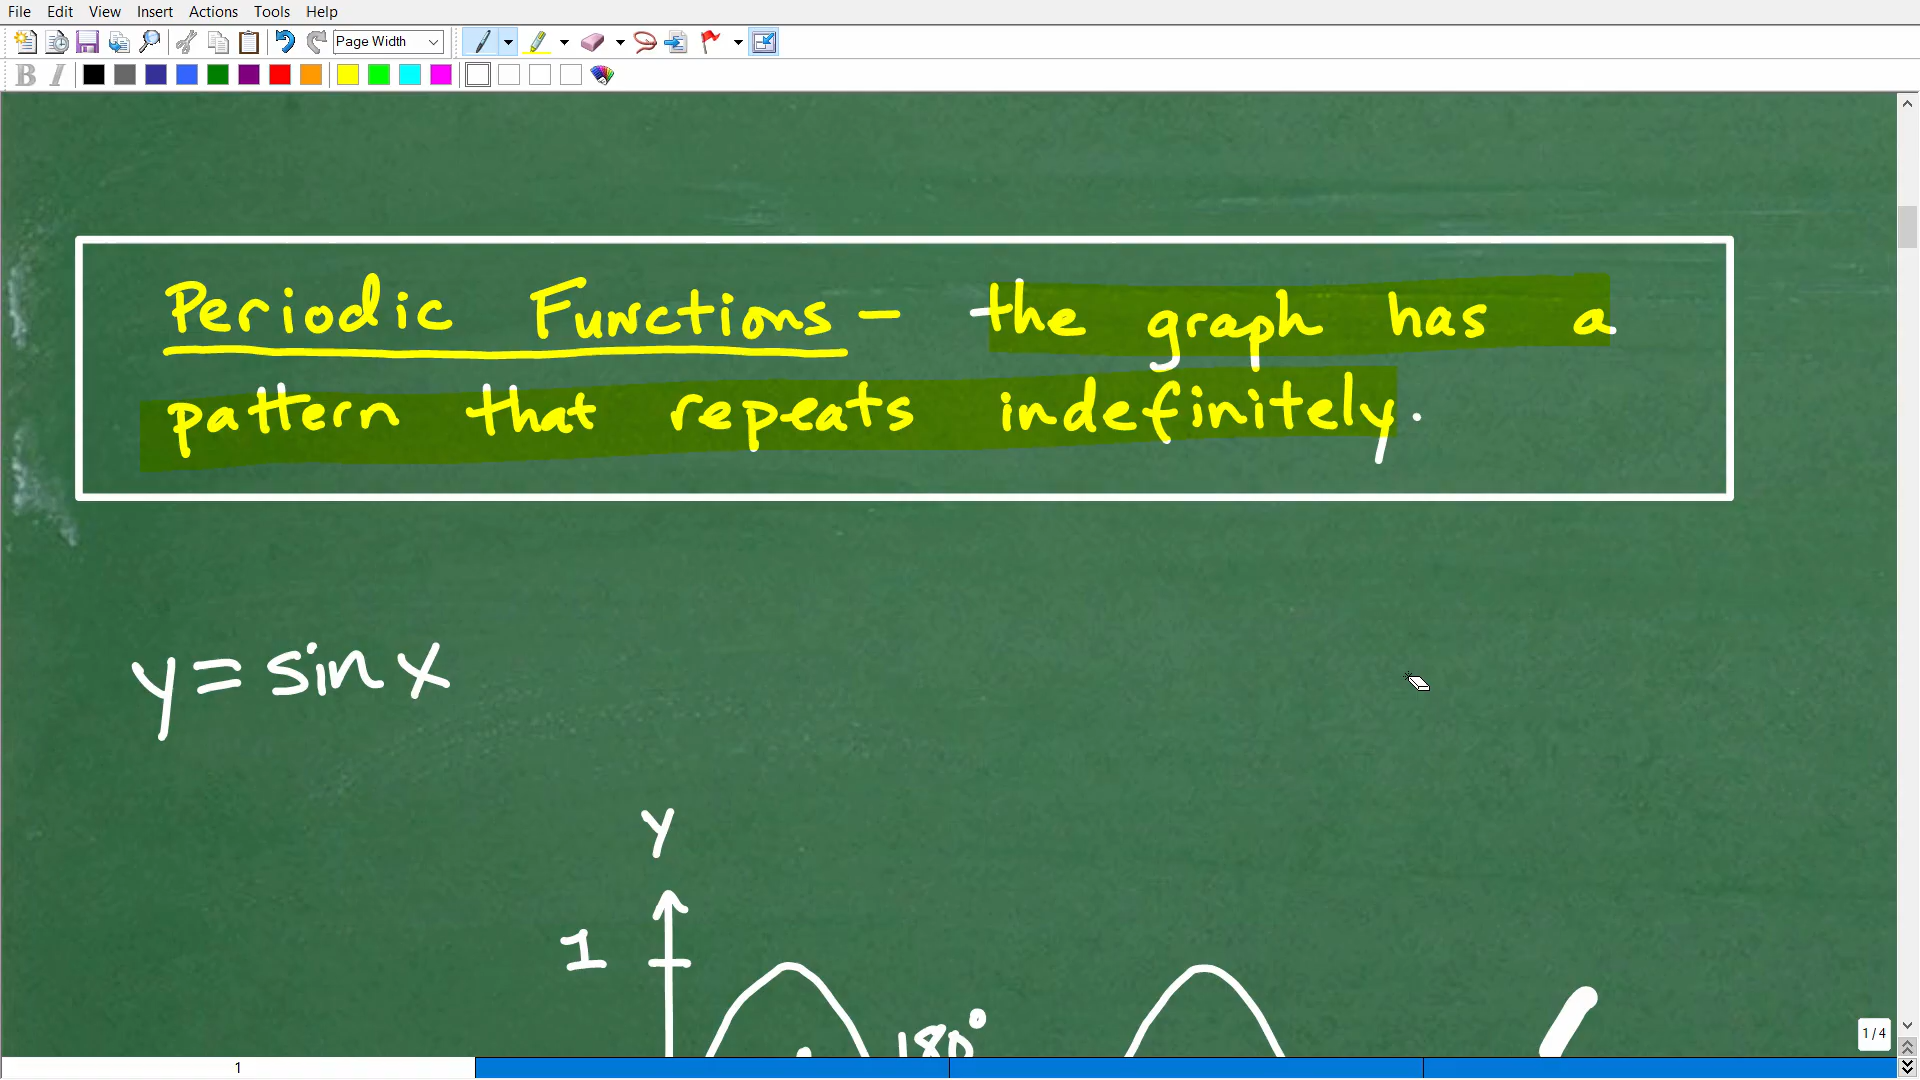 File Edit View Insert Actions Tools Help
Page Width
B I
Periodic Functions - the graph has a
pattern that repeats indefinitely.
y = sin x
y
1
180°
1 / 4
1